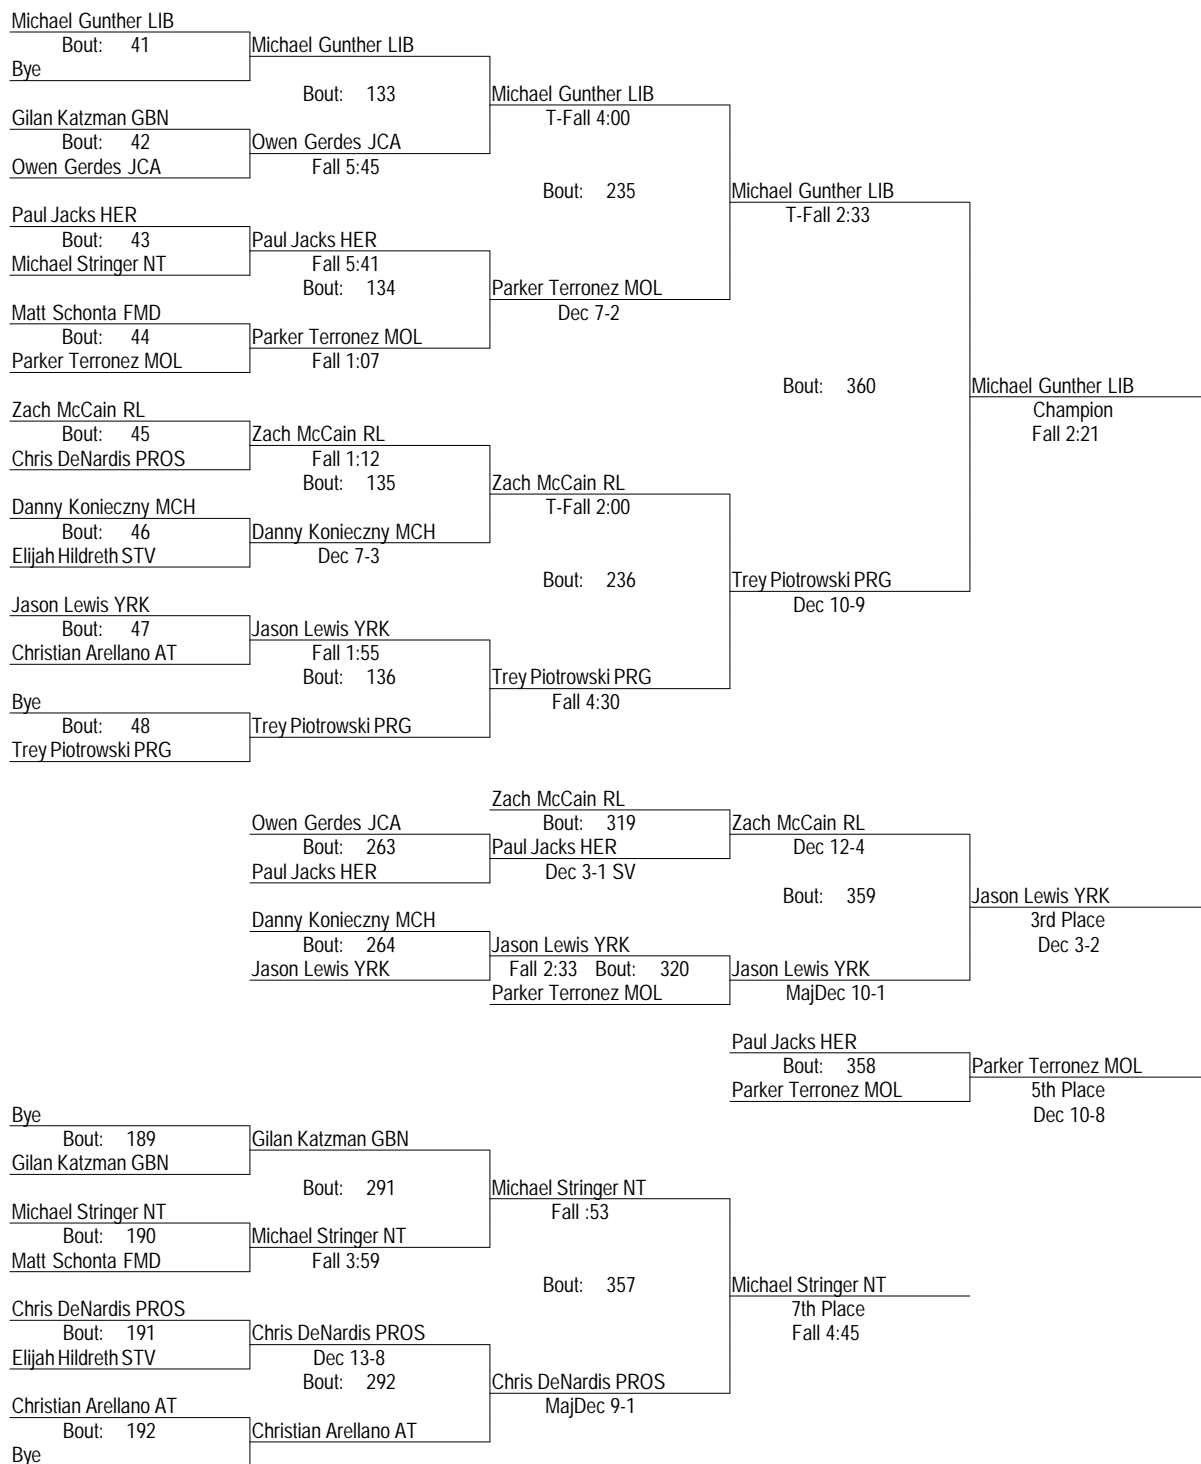 Michael Gunther LIB
Bout: 41
Michael Gunther LIB
Bye
Bout: 133
Michael Gunther LIB
T-Fall 4:00
Gilan Katzman GBN
Bout: 42
Owen Gerdes JCA
Owen Gerdes JCA
Fall 5:45
Bout: 235
Michael Gunther LIB
T-Fall 2:33
Paul Jacks HER
Bout: 43
Paul Jacks HER
Michael Stringer NT
Fall 5:41
Bout: 134
Parker Terronez MOL
Dec 7-2
Matt Schonta FMD
Bout: 44
Parker Terronez MOL
Parker Terronez MOL
Fall 1:07
Bout: 360
Michael Gunther LIB
Champion
Fall 2:21
Zach McCain RL
Bout: 45
Zach McCain RL
Chris DeNardis PROS
Fall 1:12
Bout: 135
Zach McCain RL
T-Fall 2:00
Danny Konieczny MCH
Bout: 46
Danny Konieczny MCH
Elijah Hildreth STV
Dec 7-3
Bout: 236
Trey Piotrowski PRG
Dec 10-9
Jason Lewis YRK
Bout: 47
Jason Lewis YRK
Christian Arellano AT
Fall 1:55
Bout: 136
Trey Piotrowski PRG
Fall 4:30
Bye
Bout: 48
Trey Piotrowski PRG
Trey Piotrowski PRG
Zach McCain RL
Owen Gerdes JCA
Bout: 319
Zach McCain RL
Bout: 263
Paul Jacks HER
Dec 12-4
Paul Jacks HER
Dec 3-1 SV
Bout: 359
Jason Lewis YRK
3rd Place
Dec 3-2
Danny Konieczny MCH
Bout: 264
Jason Lewis YRK
Jason Lewis YRK
Fall 2:33 Bout: 320
Jason Lewis YRK
Parker Terronez MOL
MajDec 10-1
Paul Jacks HER
Bout: 358
Parker Terronez MOL
Parker Terronez MOL
5th Place
Dec 10-8
Bye
Bout: 189
Gilan Katzman GBN
Gilan Katzman GBN
Bout: 291
Michael Stringer NT
Fall :53
Michael Stringer NT
Bout: 190
Michael Stringer NT
Matt Schonta FMD
Fall 3:59
Bout: 357
Michael Stringer NT
7th Place
Fall 4:45
Chris DeNardis PROS
Bout: 191
Chris DeNardis PROS
Elijah Hildreth STV
Dec 13-8
Bout: 292
Chris DeNardis PROS
MajDec 9-1
Christian Arellano AT
Bout: 192
Christian Arellano AT
Bye